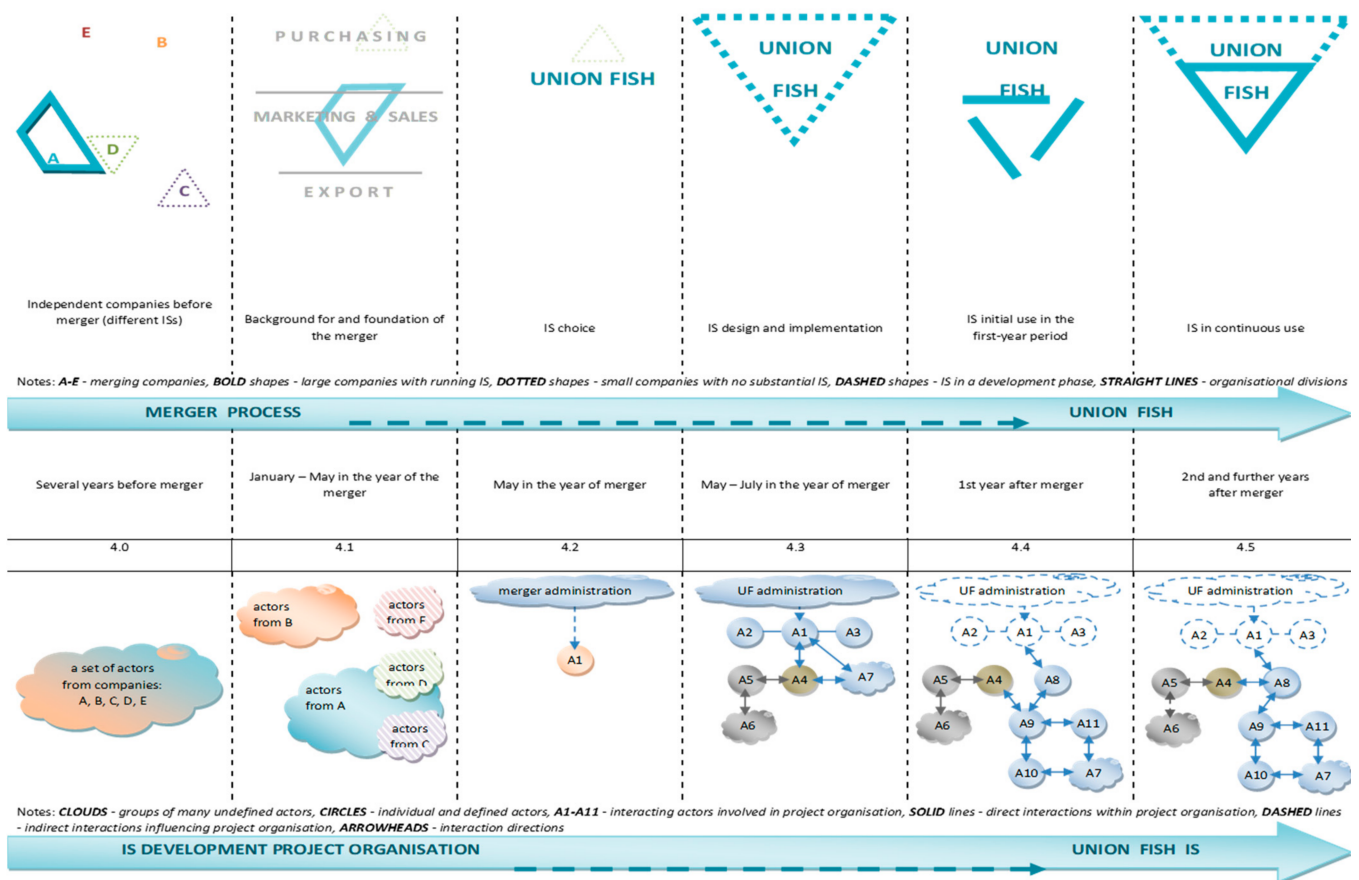 E
B
A
D
C
PURCHASING
MARKETING & SALES
EXPORT
UNION FISH
UNION
FISH
UNION
FISH
UNION
FISH
Independent companies before
merger (different ISs)
Background for and foundation of
the merger
IS choice
IS design and implementation
IS initial use in the
first-year period
IS in continuous use
Notes: A-E - merging companies, BOLD shapes - large companies with running IS, DOTTED shapes - small companies with no substantial IS, DASHED shapes - IS in a development phase, STRAIGHT LINES - organisational divisions
MERGER PROCESS
UNION FISH
Several years before merger
January – May in the year of the
merger
May in the year of merger
May – July in the year of merger
1st year after merger
2nd and further years
after merger
4.0
4.1
4.2
4.3
4.4
4.5
a set of actors
from companies:
A, B, C, D, E
actors
from B
actors
from E
actors
from A
actors
from D
actors
from C
merger administration
A1
UF administration
A2
A1
A3
A5
A4
A7
A6
UF administration
A2
A1
A3
A5
A4
A8
A6
A9
A11
A10
A7
UF administration
A2
A1
A3
A5
A4
A8
A6
A9
A11
A10
A7
Notes: CLOUDS - groups of many undefined actors, CIRCLES - individual and defined actors, A1-A11 - interacting actors involved in project organisation, SOLID lines - direct interactions within project organisation, DASHED lines
- indirect interactions influencing project organisation, ARROWHEADS - interaction directions
IS DEVELOPMENT PROJECT ORGANISATION
UNION FISH IS